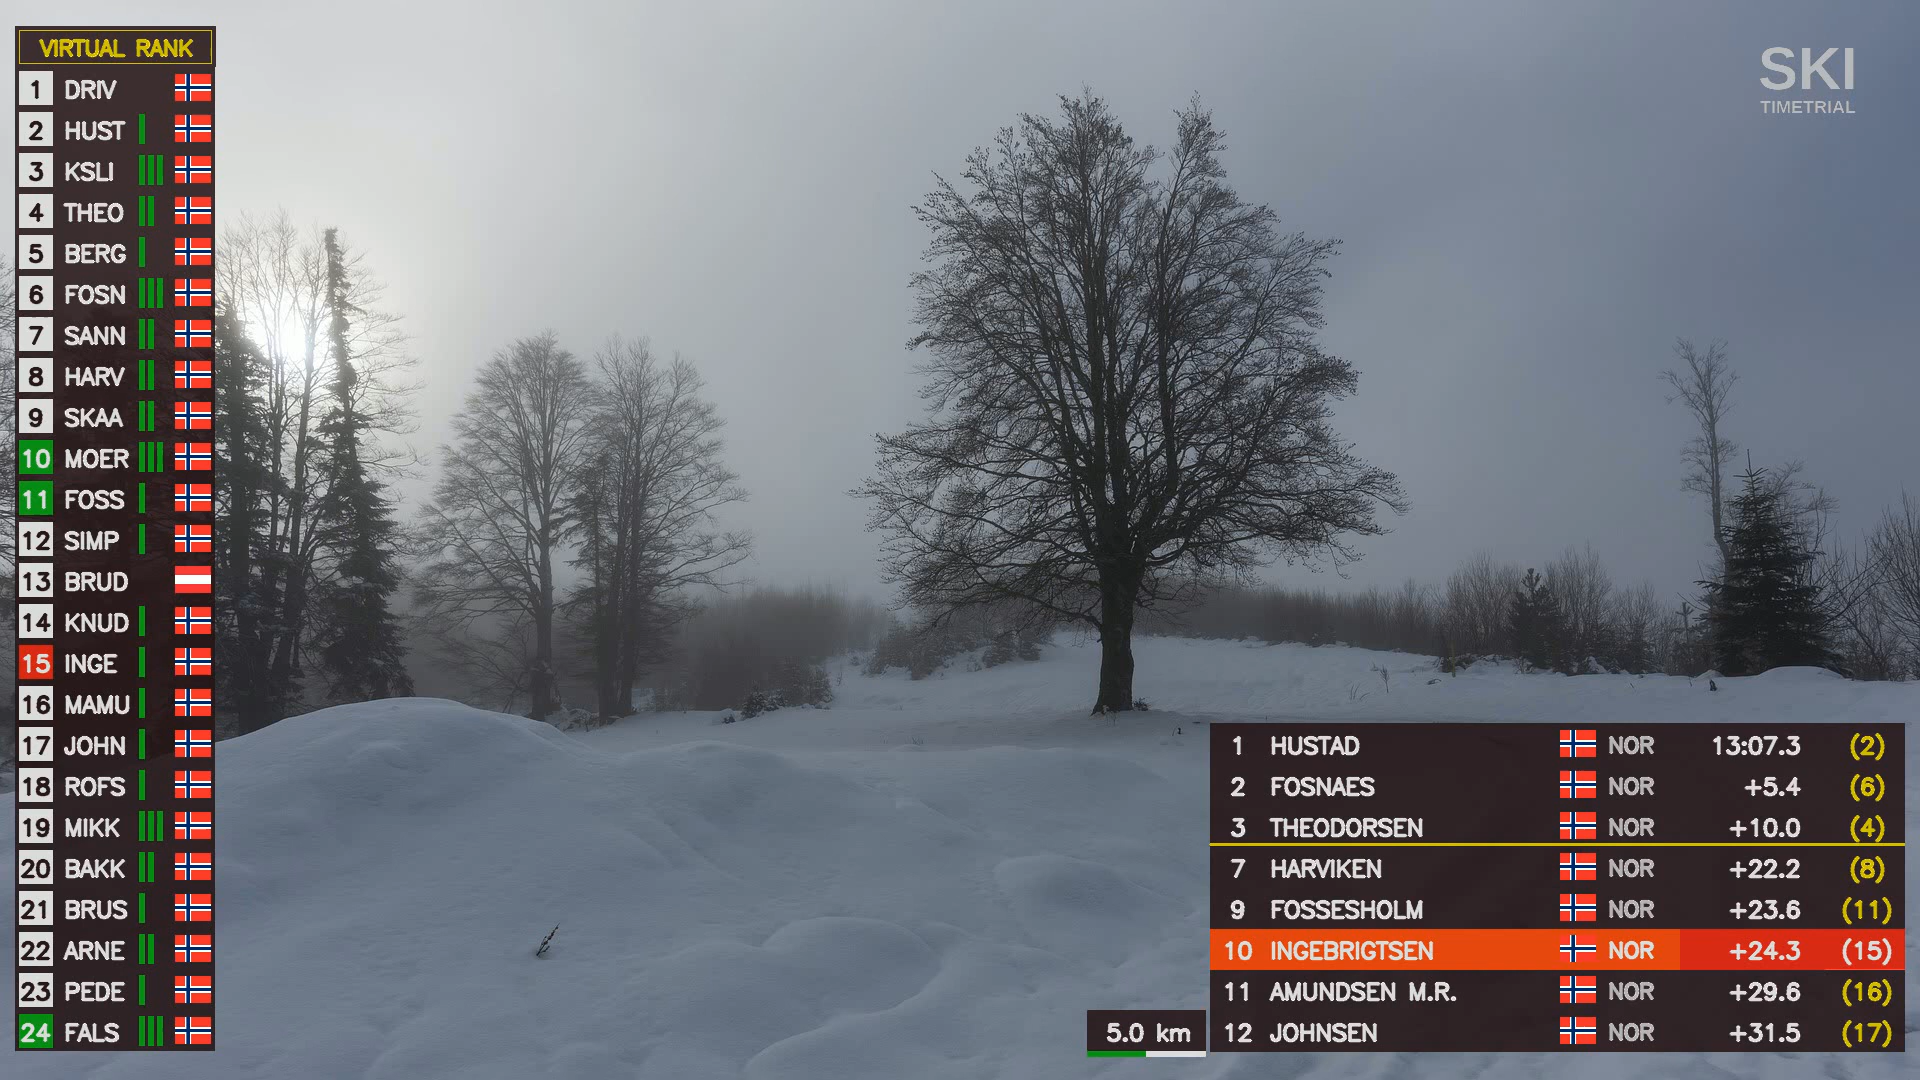 VIRTUAL RANK
1 DRIV
2 HUST
3 KSLI
4 THEO
5 BERG
6 FOSN
7 SANN
8 HARV
9 SKAA
10 MOER
11 FOSS
12 SIMP
13 BRUD
14 KNUD
15 INGE
16 MAMU
17 JOHN
18 ROFS
19 MIKK
20 BAKK
21 BRUS
22 ARNE
23 PEDE
24 FALS
SKI
TIMETRIAL
1 HUSTAD NOR 13:07.3 (2)
2 FOSNAES NOR +5.4 (6)
3 THEODORSEN NOR +10.0 (4)
7 HARVIKEN NOR +22.2 (8)
9 FOSSESHOLM NOR +23.6 (11)
10 INGEBRIGTSEN NOR +24.3 (15)
11 AMUNDSEN M.R. NOR +29.6 (16)
12 JOHNSEN NOR +31.5 (17)
5.0 km